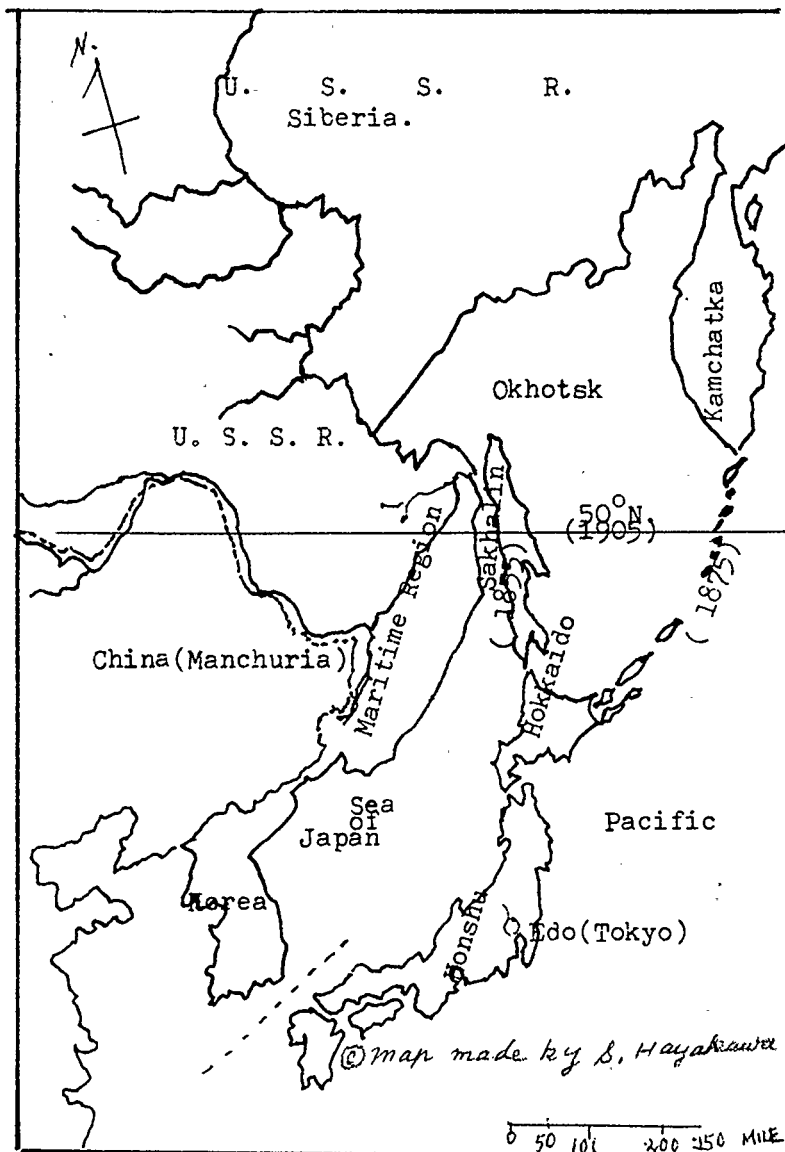 N.
U. S. S. R.
Siberia.
Kamchatka
Okhotsk
U. S. S. R.
50°N
(1905)
Sakhalin
(1875)
Maritime Region
China(Manchuria)
Hokkaido
Sea
of
Japan
Pacific
Korea
Honshu
Edo(Tokyo)
© Map made by S. Hayakawa
0 50 101 200 250 MILE